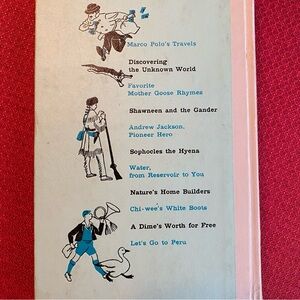 Marco Polo's Travels
Discovering
the Unknown World
Favorite
Mother Goose Rhymes
Shawneen and the Gander
Andrew Jackson,
Pioneer Hero
Sophocles the Hyena
Water,
from Reservoir to You
Nature's Home Builders
Chi-wee's White Boots
A Dime's Worth for Free
Let's Go to Peru